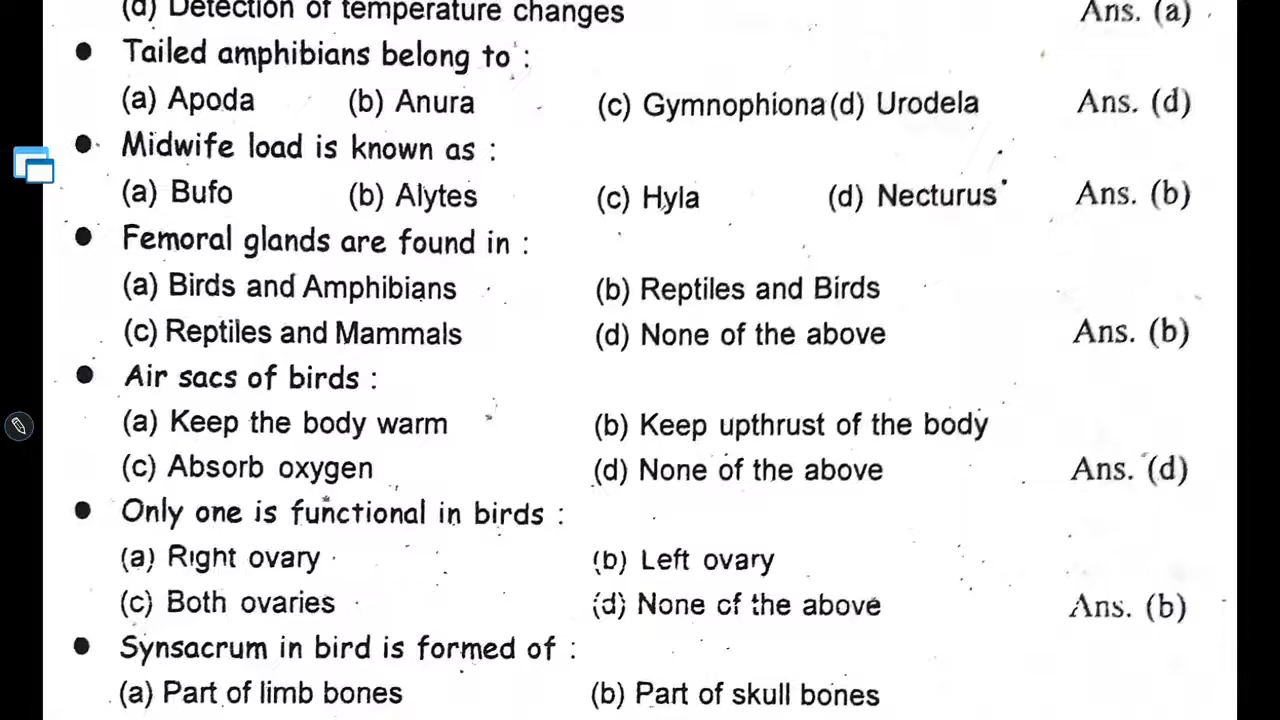 (d) Detection of temperature changes Ans. (a)
• Tailed amphibians belong to :
(a) Apoda (b) Anura (c) Gymnophiona (d) Urodela Ans. (d)
• Midwife load is known as :
(a) Bufo (b) Alytes (c) Hyla (d) Necturus Ans. (b)
• Femoral glands are found in :
(a) Birds and Amphibians (b) Reptiles and Birds
(c) Reptiles and Mammals (d) None of the above Ans. (b)
• Air sacs of birds :
(a) Keep the body warm (b) Keep upthrust of the body
(c) Absorb oxygen (d) None of the above Ans. (d)
• Only one is functional in birds :
(a) Right ovary (b) Left ovary
(c) Both ovaries (d) None of the above Ans. (b)
• Synsacrum in bird is formed of :
(a) Part of limb bones (b) Part of skull bones